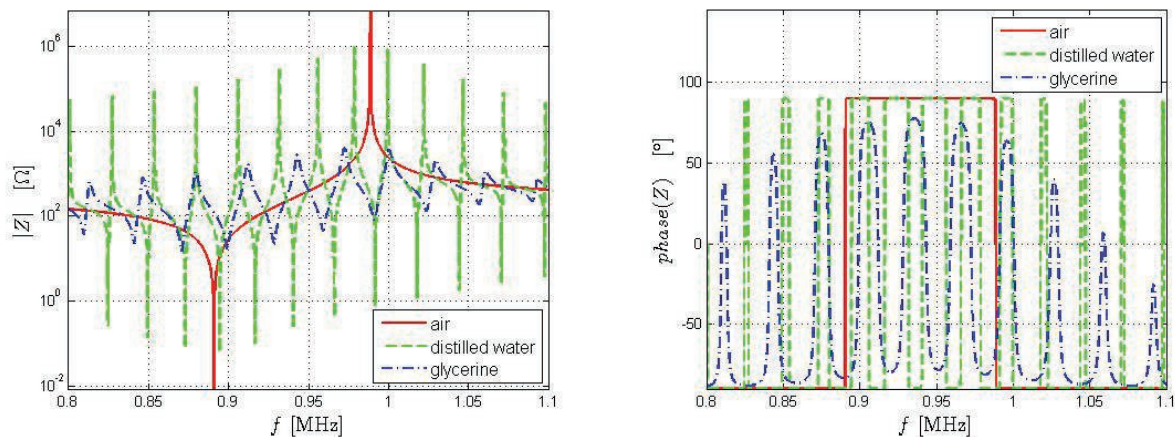 10^6
10^4
10^2
10^0
10^-2
|Z| [Ω]
0.8 0.85 0.9 0.95 1 1.05 1.1
f [MHz]
air
distilled water
glycerine
100
50
0
-50
phase(Z) [º]
0.8 0.85 0.9 0.95 1 1.05 1.1
f [MHz]
air
distilled water
glycerine